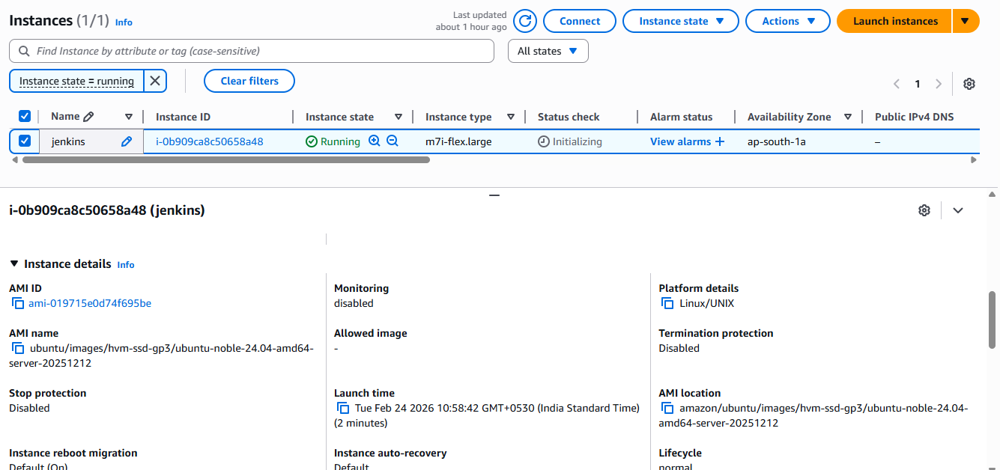 Instances (1/1) Info
Last updated
about 1 hour ago
Connect
Instance state
Actions
Launch instances
Find Instance by attribute or tag (case-sensitive)
All states
Instance state = running
Clear filters
1
Name Instance ID Instance state Instance type Status check Alarm status Availability Zone Public IPv4 DNS
jenkins i-0b909ca8c50658a48 Running m7i-flex.large Initializing View alarms + ap-south-1a –
i-0b909ca8c50658a48 (jenkins)
Instance details Info
AMI ID
ami-019715e0d74f695be
Monitoring
disabled
Platform details
Linux/UNIX
AMI name
ubuntu/images/hvm-ssd-gp3/ubuntu-noble-24.04-amd64-
server-20251212
Allowed image
-
Termination protection
Disabled
Stop protection
Disabled
Launch time
Tue Feb 24 2026 10:58:42 GMT+0530 (India Standard Time)
(2 minutes)
AMI location
amazon/ubuntu/images/hvm-ssd-gp3/ubuntu-noble-24.04-
amd64-server-20251212
Instance reboot migration
Default (On)
Instance auto-recovery
Default
Lifecycle
normal